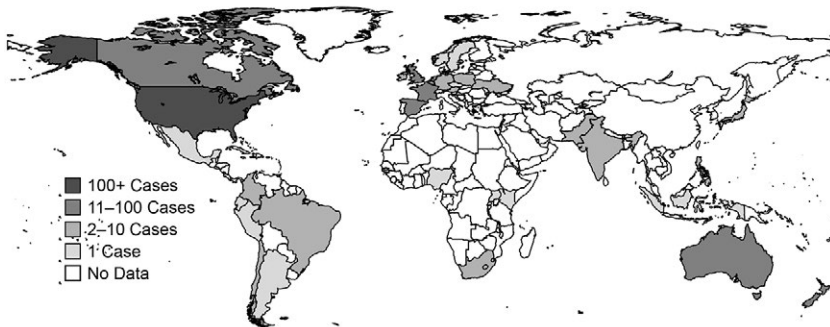 100+ Cases
11–100 Cases
2–10 Cases
1 Case
No Data